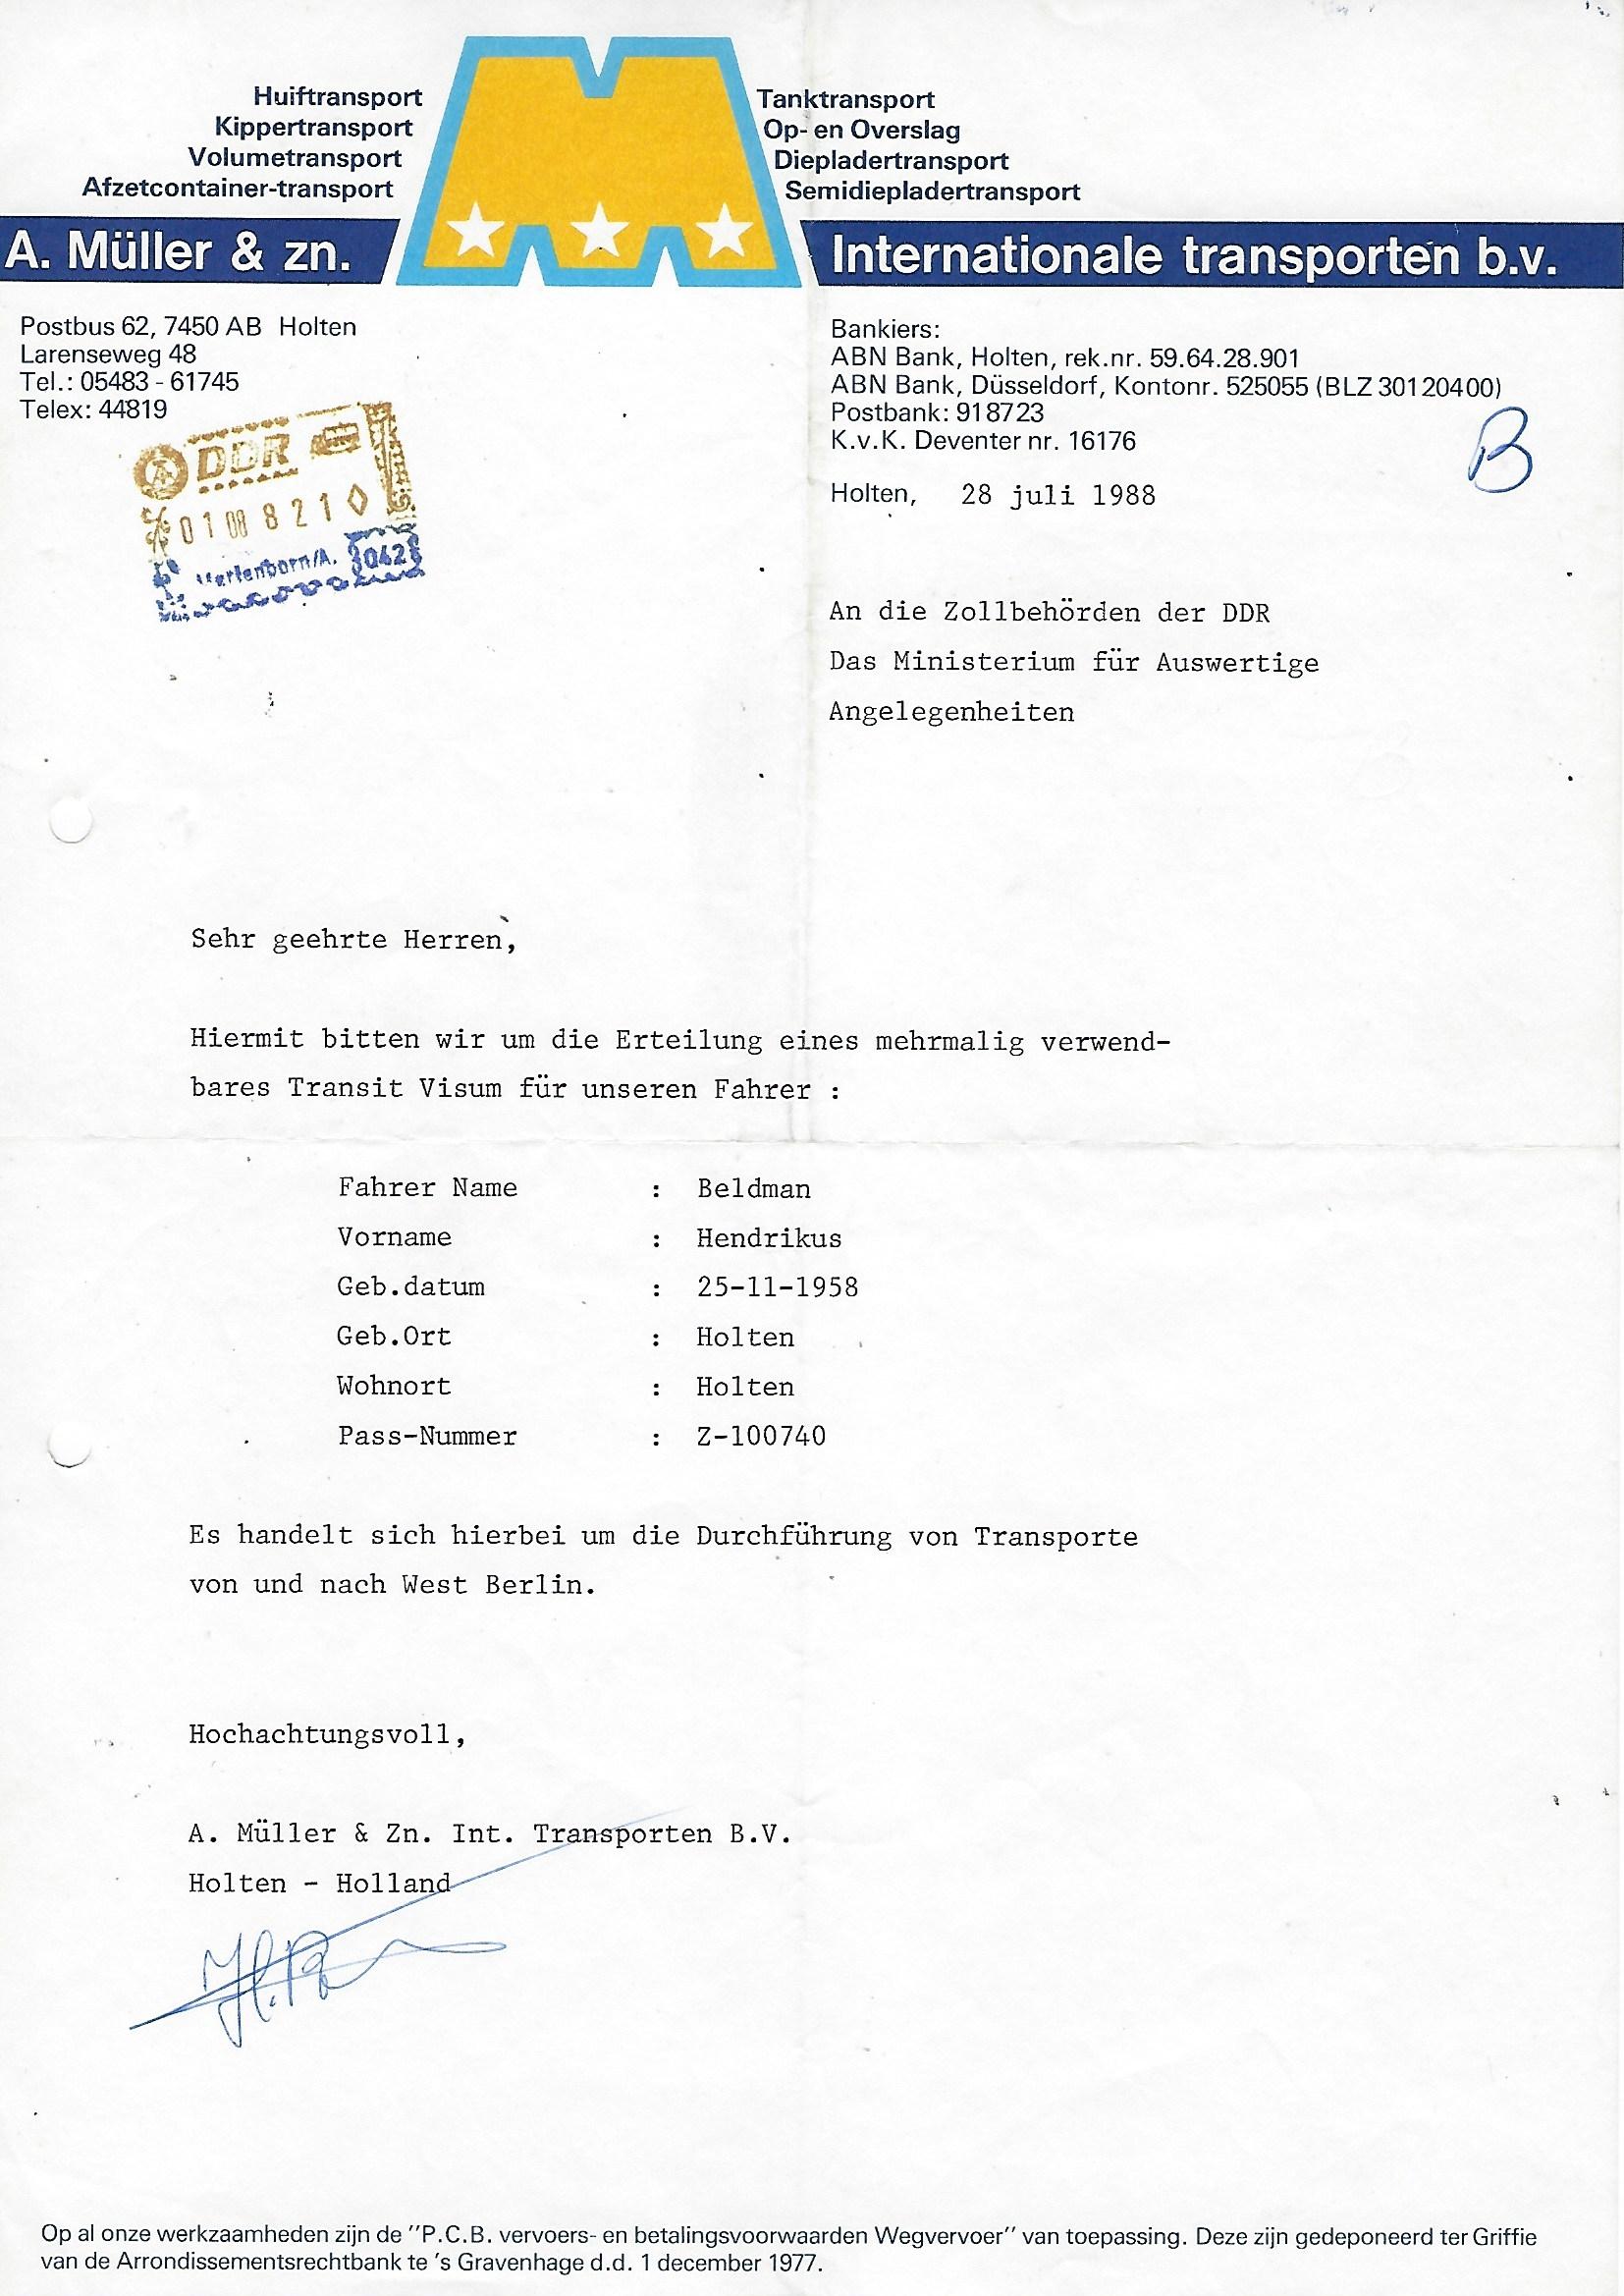 Huiftransport
Kippertransport
Volumetransport
Afzetcontainer-transport
Tanktransport
Op- en Overslag
Diepladertransport
Semidiepladertransport
A. Müller & zn.
Internationale transporten b.v.
Postbus 62, 7450 AB Holten
Larenseweg 48
Tel.: 05483 - 61745
Telex: 44819
Bankiers:
ABN Bank, Holten, rek.nr. 59.64.28.901
ABN Bank, Düsseldorf, Kontonr. 525055 (BLZ 30120400)
Postbank: 918723
K.v.K. Deventer nr. 16176
B
DDR
042
Holten, 28 juli 1988
An die Zollbehörden der DDR
Das Ministerium für Auswertige
Angelegenheiten
Sehr geehrte Herren,
Hiermit bitten wir um die Erteilung eines mehrmalig verwend-
bares Transit Visum für unseren Fahrer :
Fahrer Name : Beldman
Vorname : Hendrikus
Geb.datum : 25-11-1958
Geb.Ort : Holten
Wohnort : Holten
Pass-Nummer : Z-100740
Es handelt sich hierbei um die Durchführung von Transporte
von und nach West Berlin.
Hochachtungsvoll,
A. Müller & Zn. Int. Transporten B.V.
Holten - Holland
Op al onze werkzaamheden zijn de "P.C.B. vervoers- en betalingsvoorwaarden Wegvervoer" van toepassing. Deze zijn gedeponeerd ter Griffie
van de Arrondissementsrechtbank te 's Gravenhage d.d. 1 december 1977.